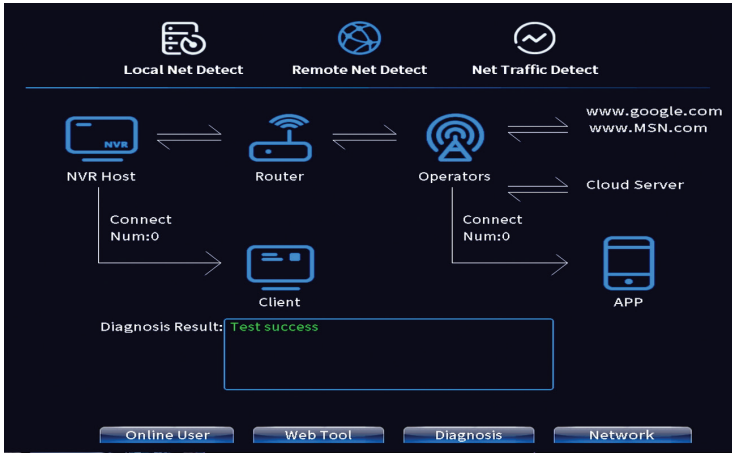 Local Net Detect
Remote Net Detect
Net Traffic Detect
www.google.com
www.MSN.com
NVR
NVR Host
Router
Operators
Cloud Server
Connect
Num:0
Connect
Num:0
Client
APP
Diagnosis Result: Test success
Online User
Web Tool
Diagnosis
Network